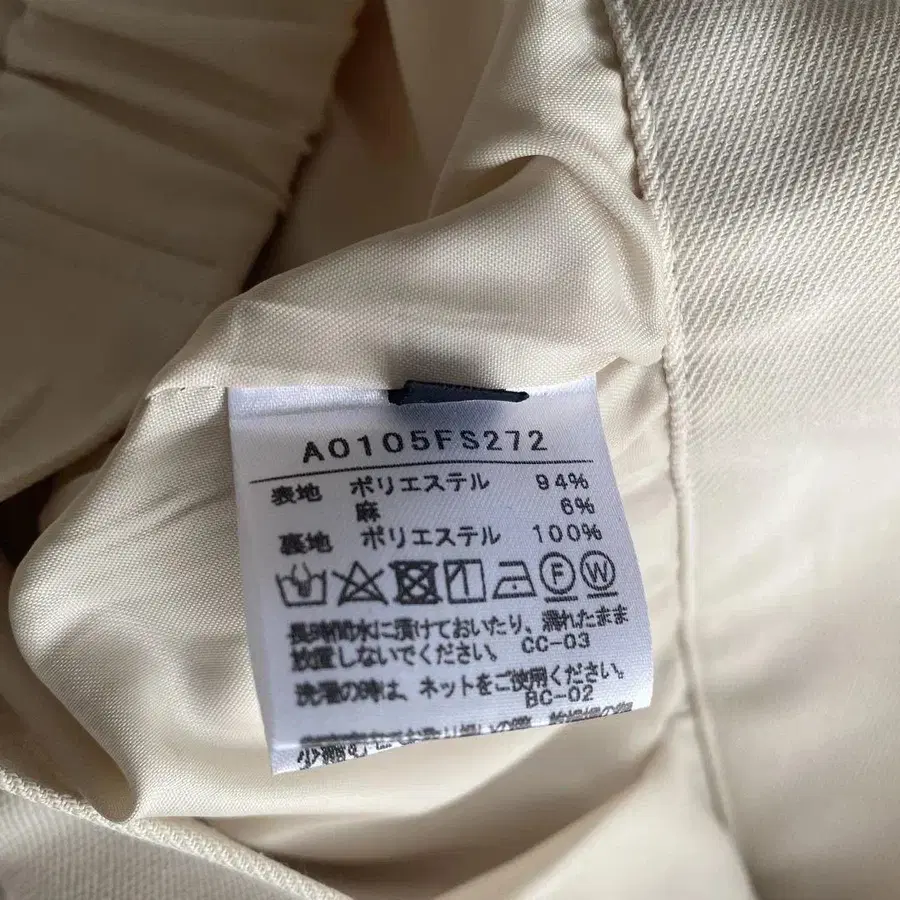 A0105FS272
表地 ポリエステル 94%
麻 6%
裏地 ポリエステル 100%
F W
長時間水に漬けておいたり、濡れたまま
放置しないでください。 CC-03
洗濯の時は、ネットをご使用ください。
BC-02